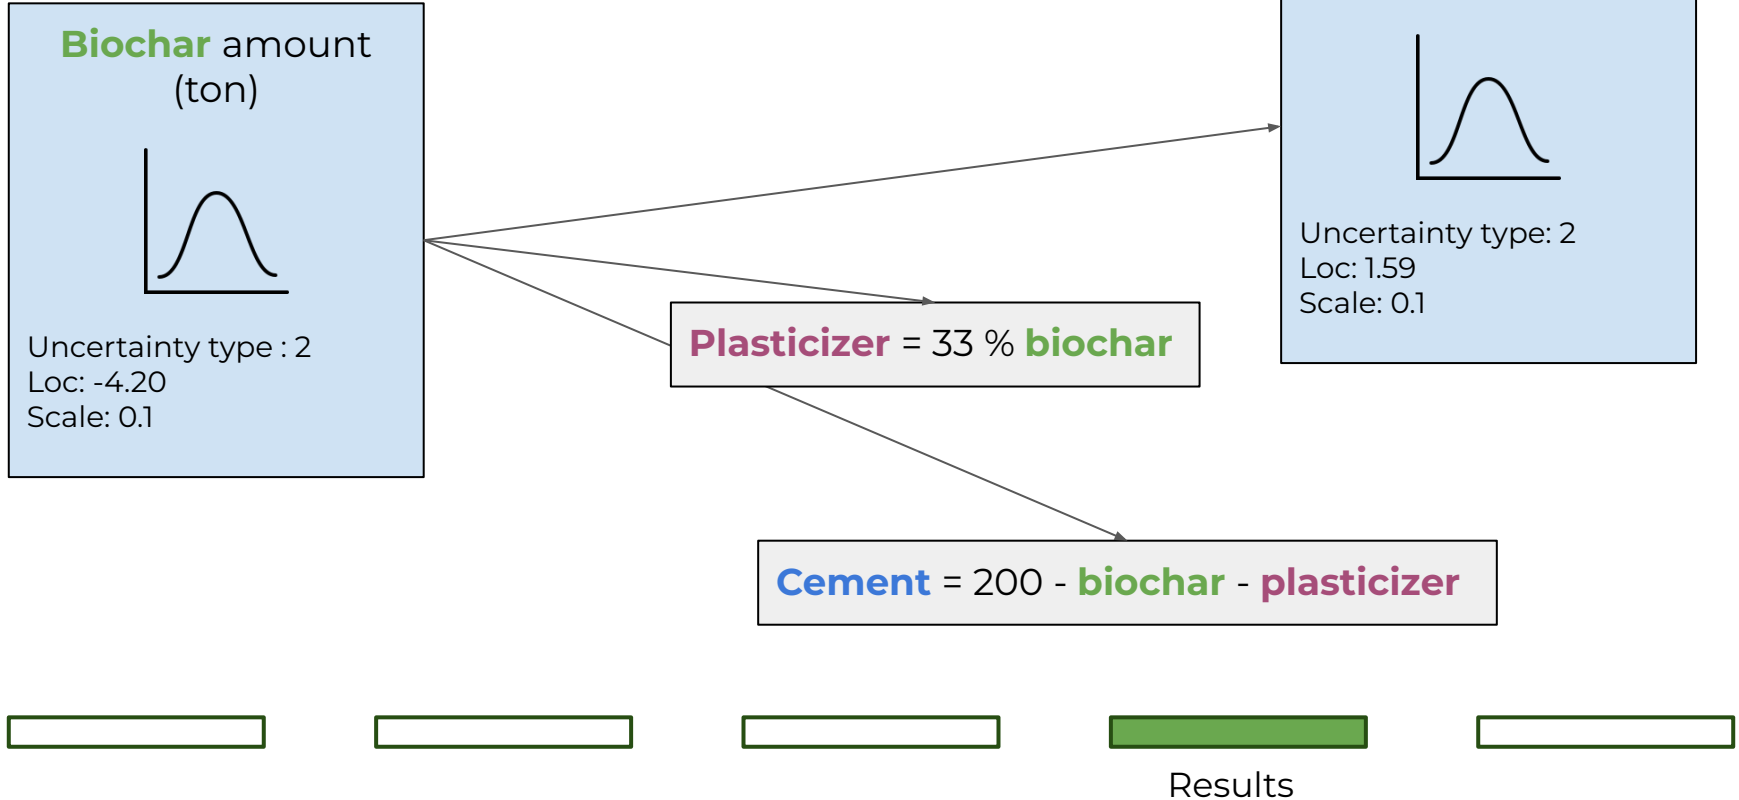 Biochar amount
(ton)
Uncertainty type : 2
Loc: -4.20
Scale: 0.1
Uncertainty type: 2
Loc: 1.59
Scale: 0.1
Plasticizer = 33 % biochar
Cement = 200 - biochar - plasticizer
Results